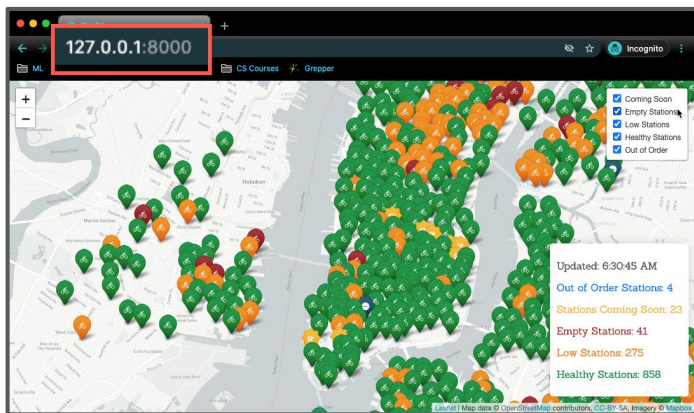 127.0.0.1:8000
Incognito
ML
CS Courses
Grepper
+
−
Coming Soon
Empty Stations
Low Stations
Healthy Stations
Out of Order
Hoboken
Updated: 6:30:45 AM
Out of Order Stations: 4
Stations Coming Soon: 23
Empty Stations: 41
Low Stations: 275
Healthy Stations: 858
Communipaw
Leaflet | Map data © OpenStreetMap contributors, CC-BY-SA, Imagery © Mapbox